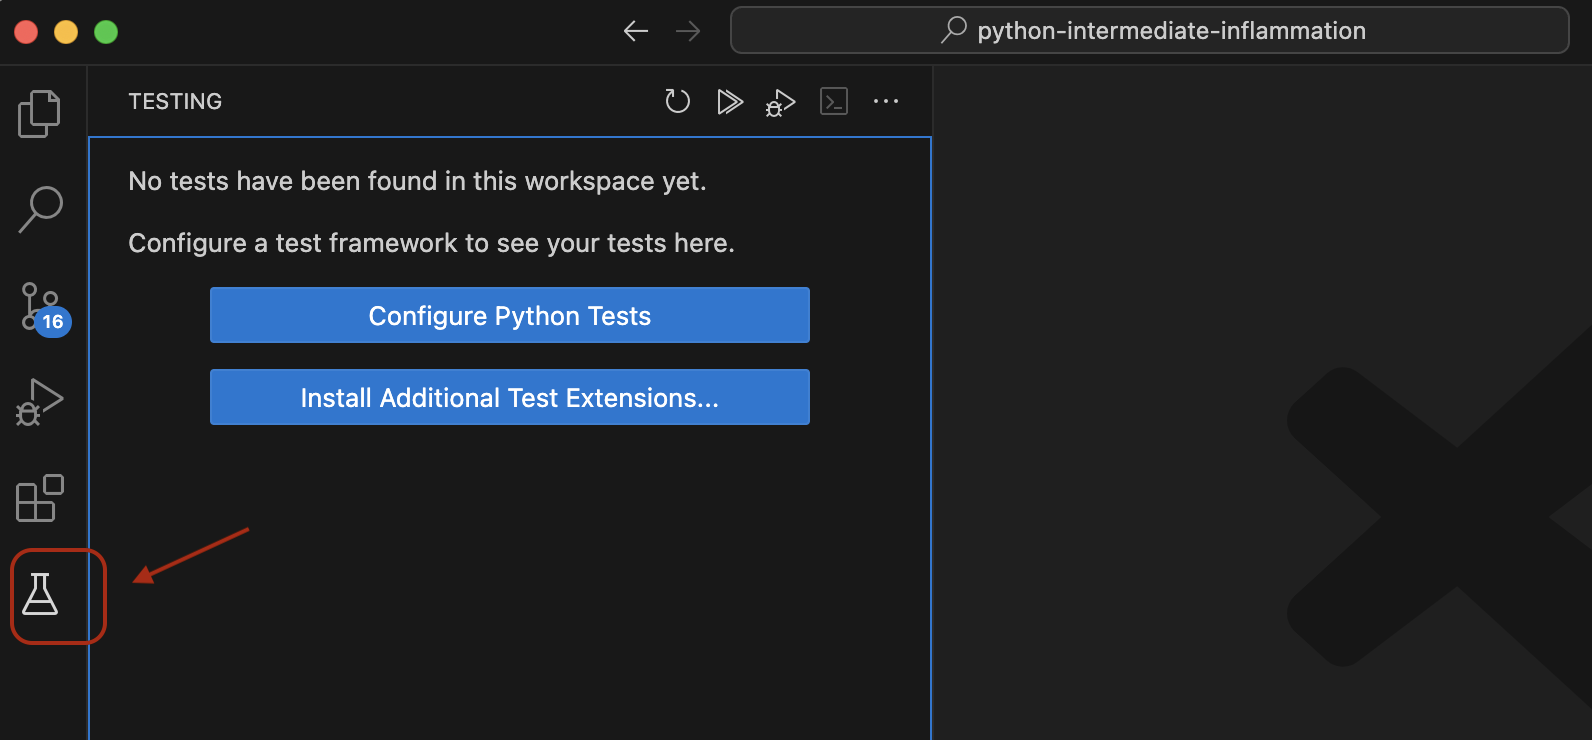 python-intermediate-inflammation
TESTING
No tests have been found in this workspace yet.
Configure a test framework to see your tests here.
Configure Python Tests
16
Install Additional Test Extensions...